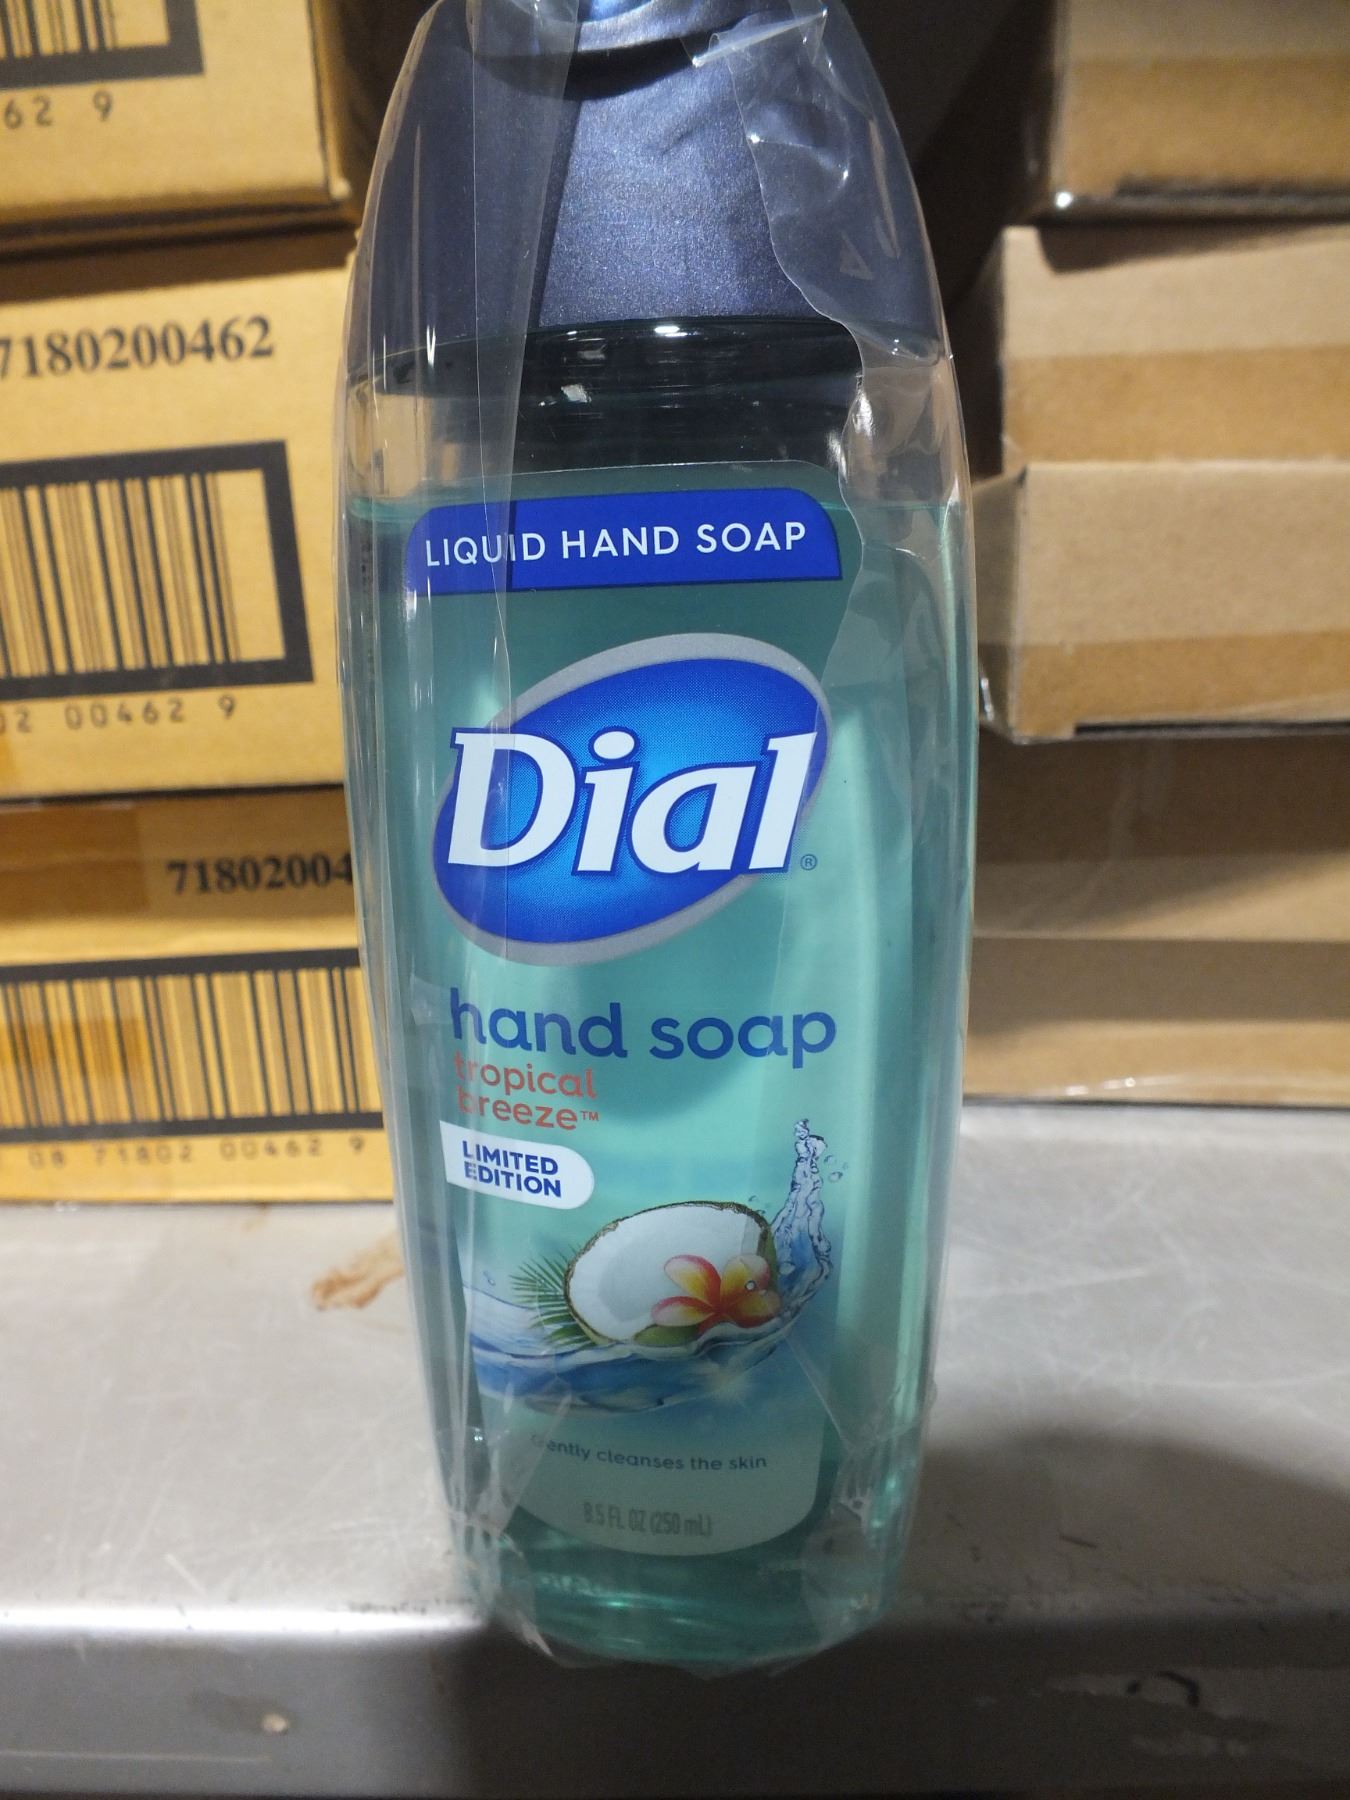 62 9
7180200462
02 00462 9
71802004
08 71802 00462 9
LIQUID HAND SOAP
Dial®
hand soap
tropical
breeze™
LIMITED
EDITION
Gently cleanses the skin
8.5 FL OZ (250 mL)